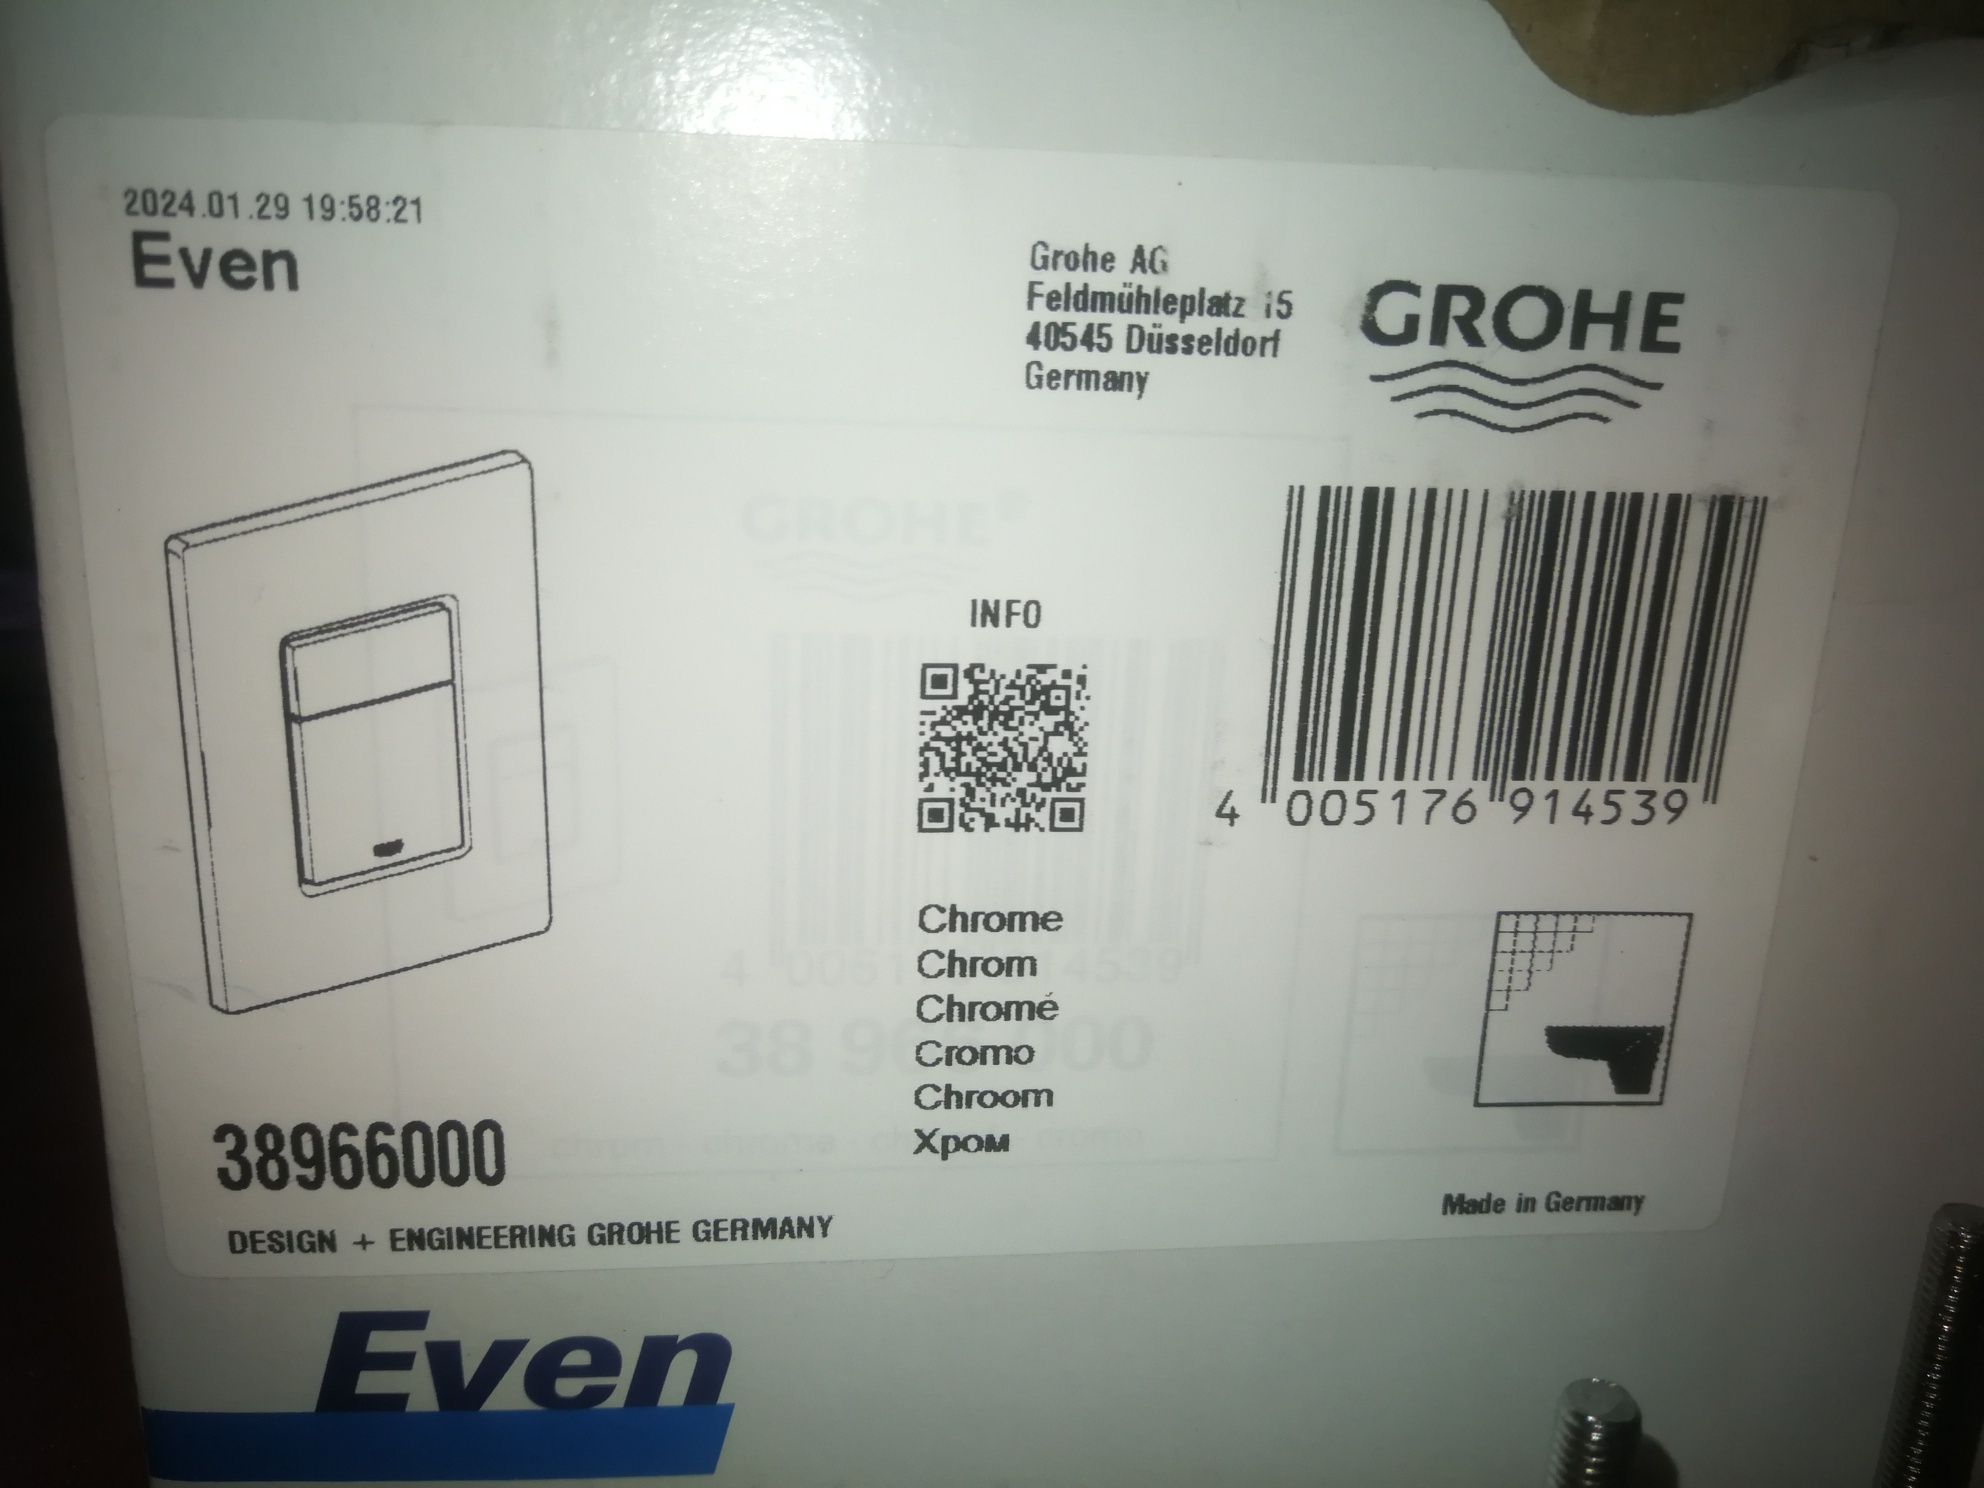 2024.01.29 19:58:21
Even
Grohe AG
Feldmühleplatz 15
40545 Düsseldorf
Germany
GROHE
INFO
4 005176 914539
Chrome
Chrom
Chromé
Cromo
Chroom
Хром
38966000
DESIGN + ENGINEERING GROHE GERMANY
Made in Germany
Even